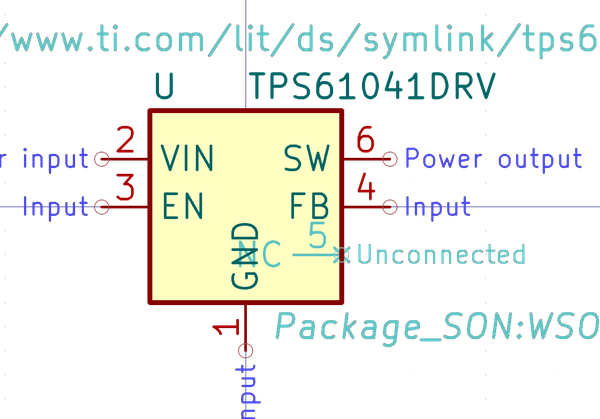 /www.ti.com/lit/ds/symlink/tps6
U TPS61041DRV
r input 2 VIN SW 6 Power output
3 EN FB 4 Input
Input
NC 5 Unconnected
GND
1
Package_SON:WSO
nput